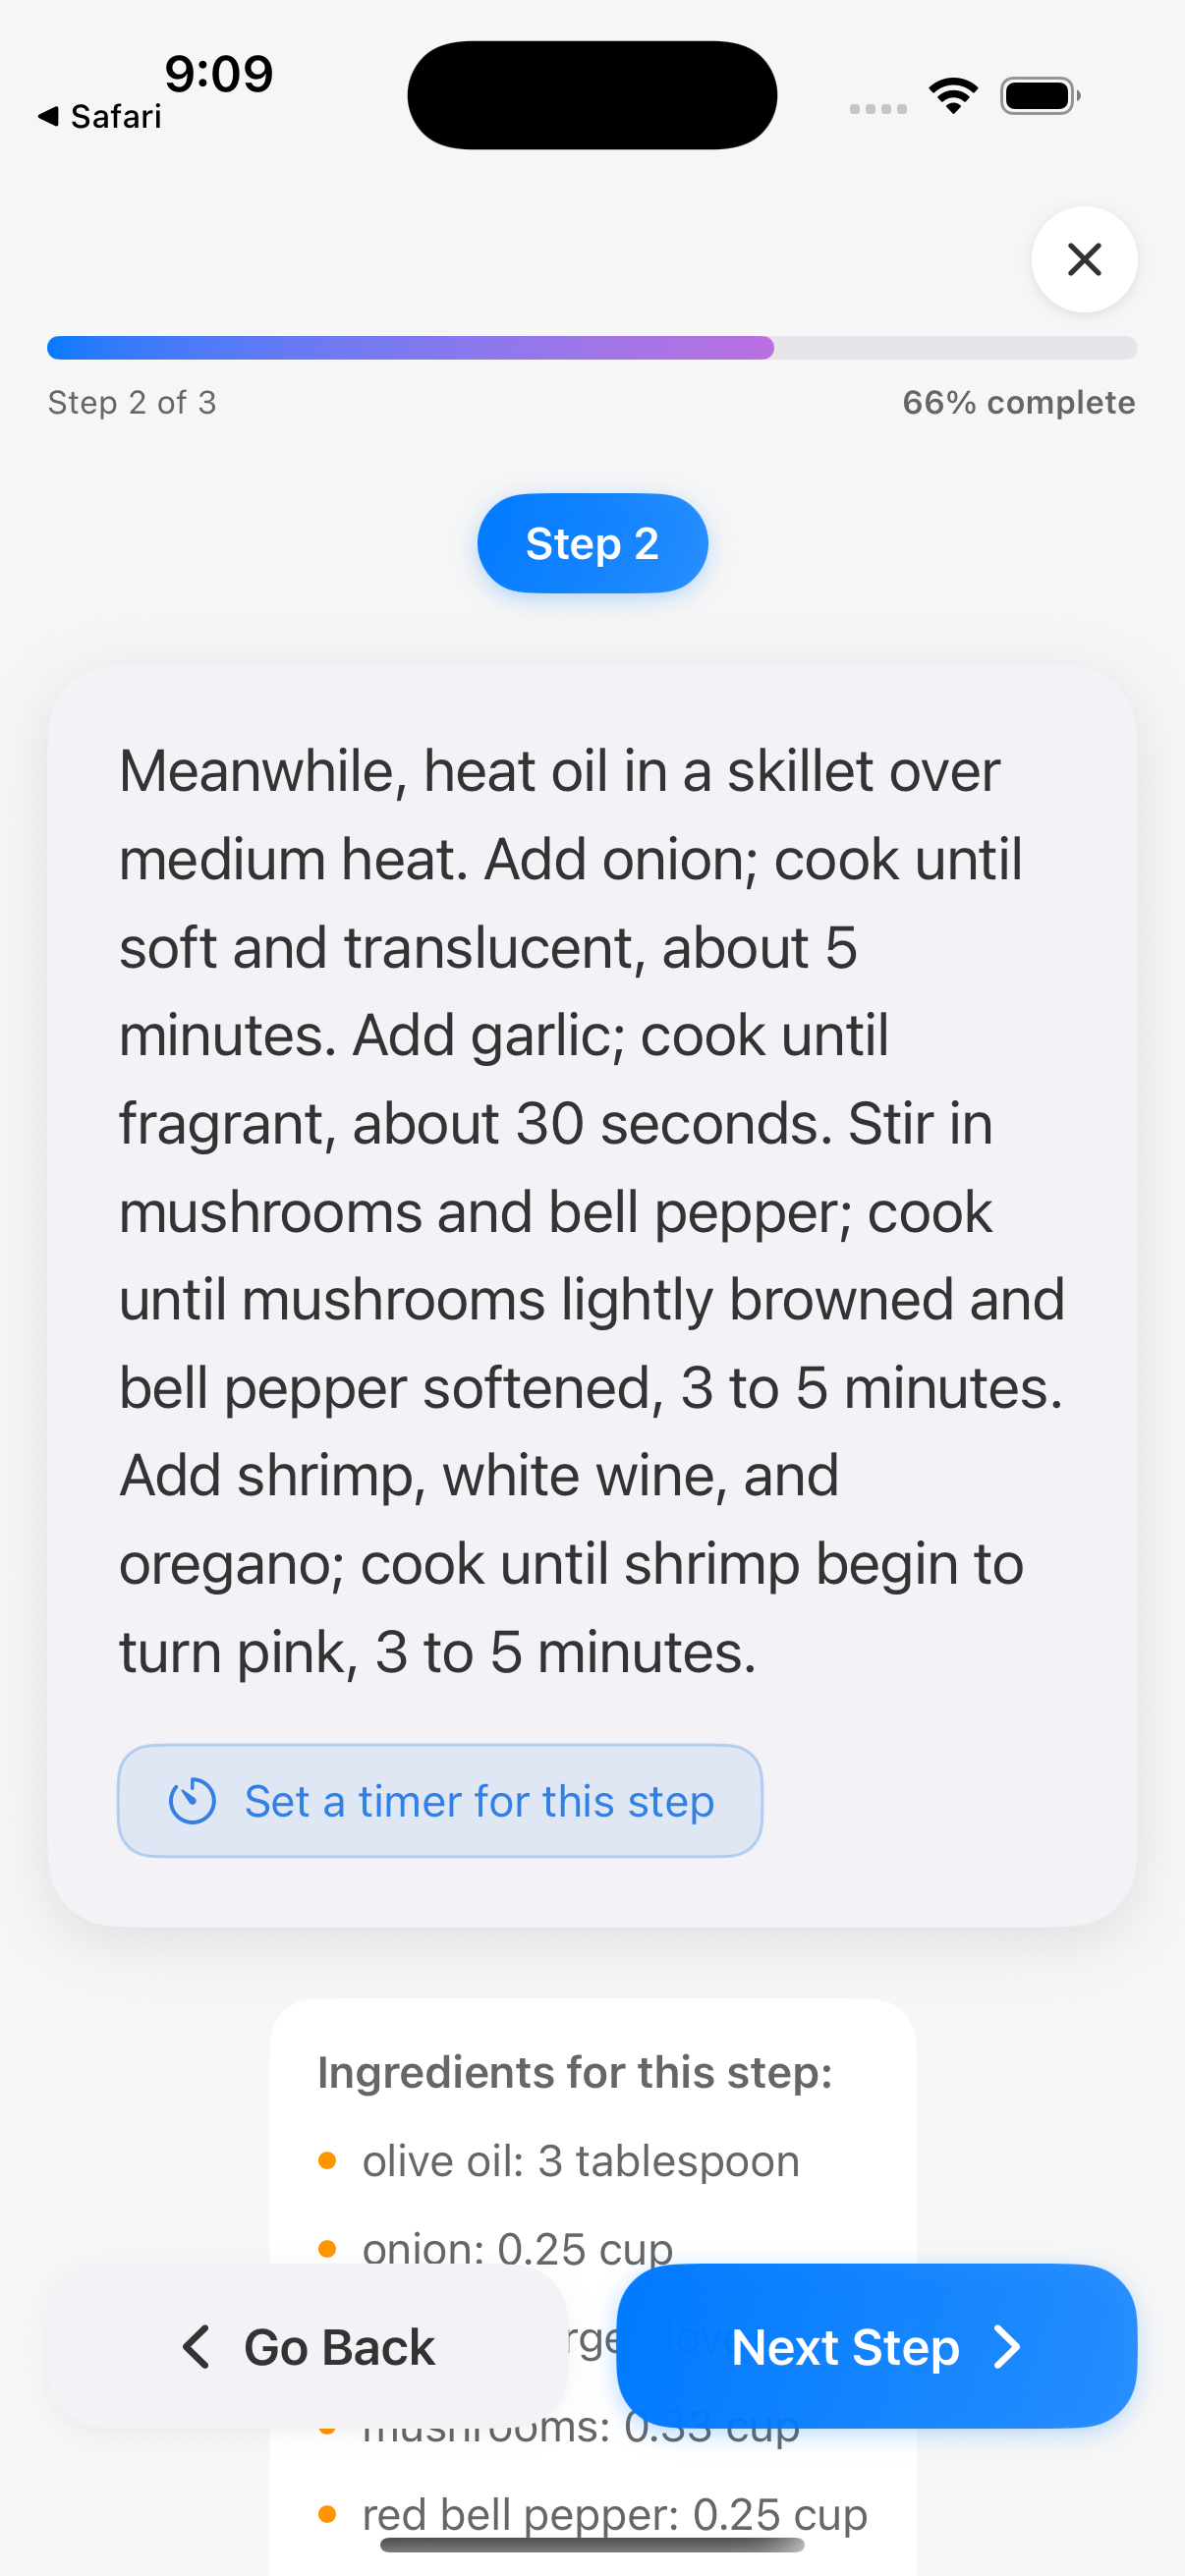 9:09
Safari
Step 2 of 3
66% complete
Step 2
Meanwhile, heat oil in a skillet over
medium heat. Add onion; cook until
soft and translucent, about 5
minutes. Add garlic; cook until
fragrant, about 30 seconds. Stir in
mushrooms and bell pepper; cook
until mushrooms lightly browned and
bell pepper softened, 3 to 5 minutes.
Add shrimp, white wine, and
oregano; cook until shrimp begin to
turn pink, 3 to 5 minutes.
Set a timer for this step
Ingredients for this step:
olive oil: 3 tablespoon
onion: 0.25 cup
Go Back
Next Step
mushrooms: 0.33 cup
red bell pepper: 0.25 cup